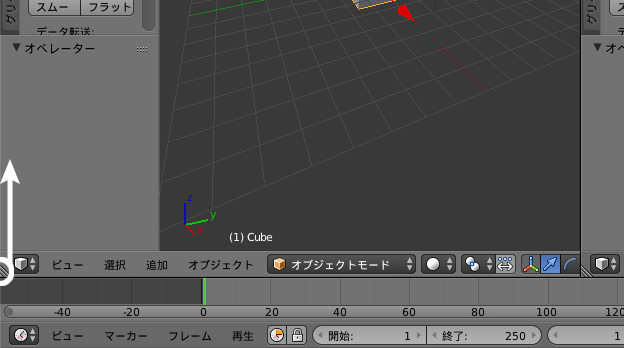 スムー フラット ス
データ転送: デ
オペレーター オペ
z
y
x
(1) Cube
ビュー 選択 追加 オブジェクト オブジェクトモード
-40 -20 0 20 40 60 80 100 120
ビュー マーカー フレーム 再生 開始: 1 終了: 250 1